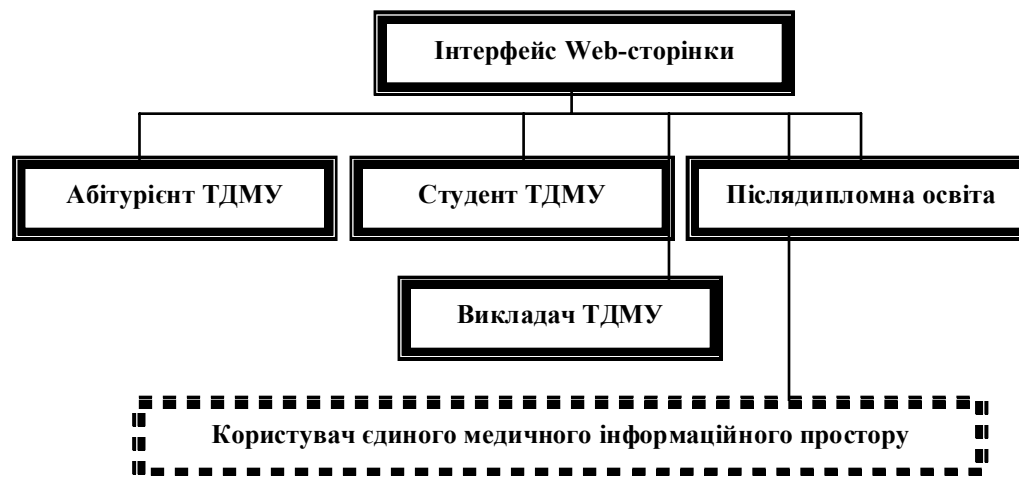 Інтерфейс Web-сторінки
Абітурієнт ТДМУ
Студент ТДМУ
Післядипломна освіта
Викладач ТДМУ
Користувач єдиного медичного інформаційного простору